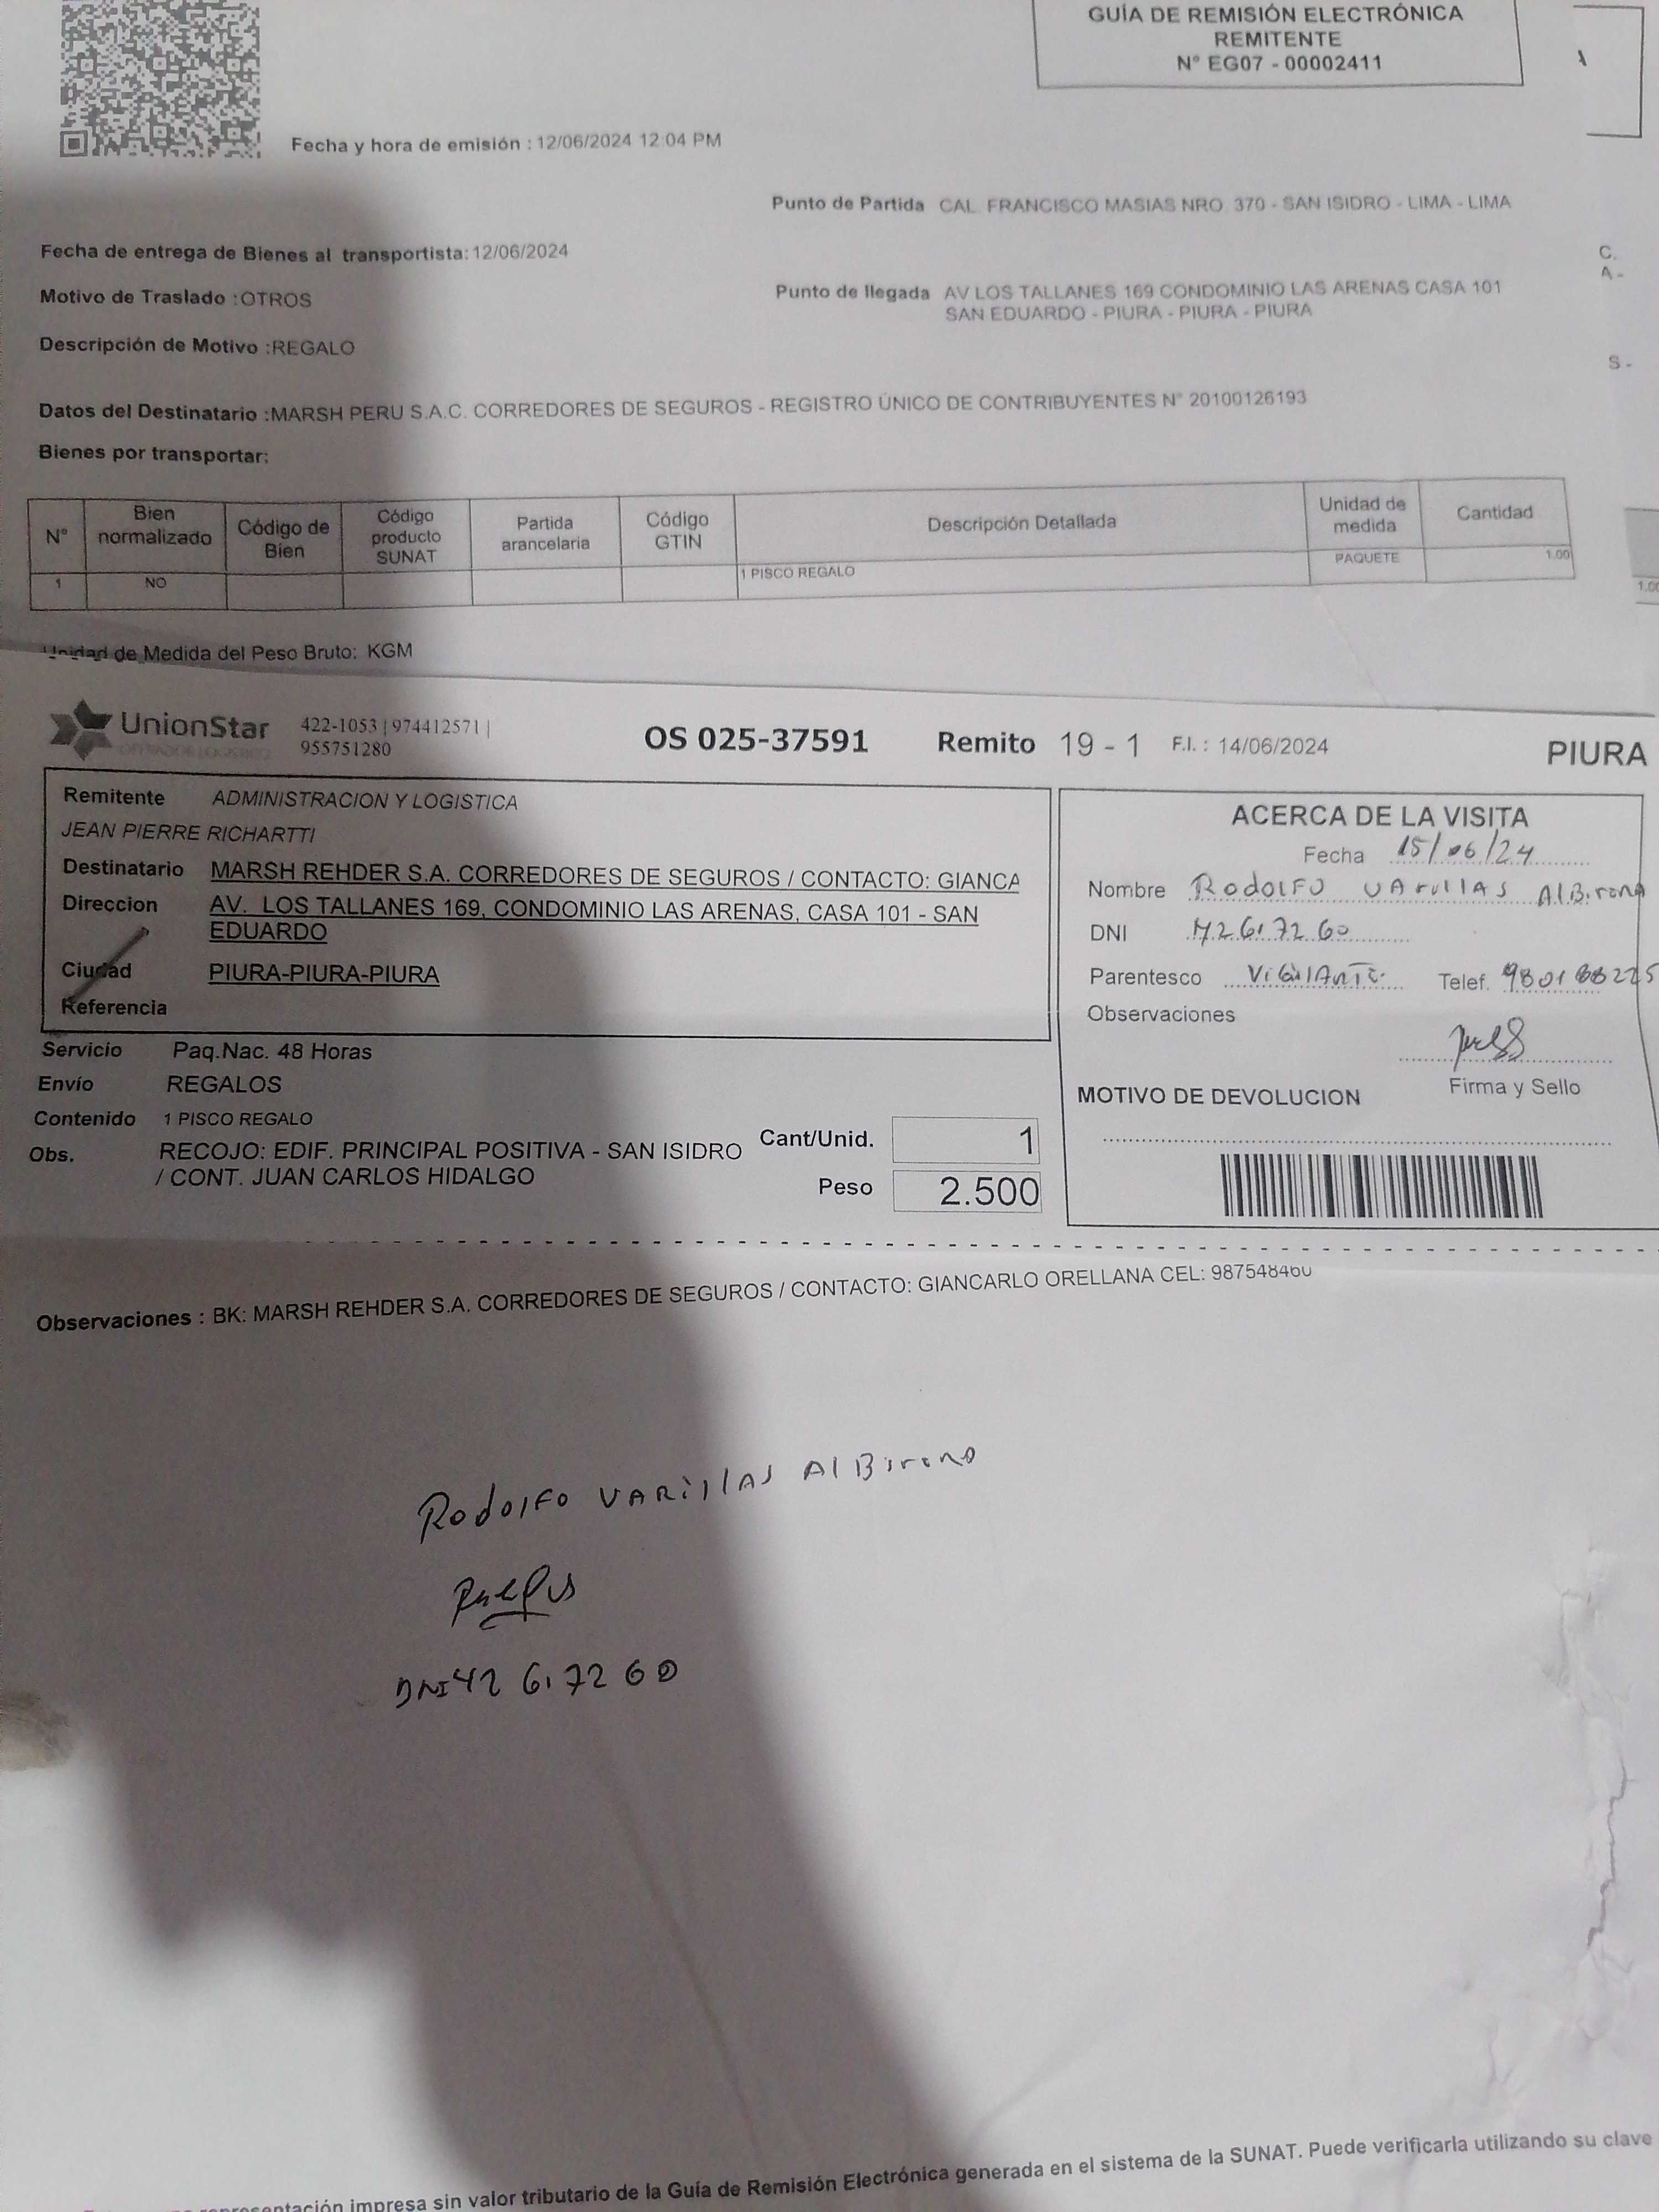 GUÍA DE REMISIÓN ELECTRÓNICA
REMITENTE
N° EG07 - 00002411
Fecha y hora de emisión : 12/06/2024 12:04 PM
Punto de Partida CAL. FRANCISCO MASIAS NRO. 370 - SAN ISIDRO - LIMA - LIMA
Fecha de entrega de Bienes al transportista: 12/06/2024
Motivo de Traslado : OTROS
Punto de llegada AV LOS TALLANES 169 CONDOMINIO LAS ARENAS CASA 101
SAN EDUARDO - PIURA - PIURA - PIURA
Descripción de Motivo : REGALO
Datos del Destinatario : MARSH PERU S.A.C. CORREDORES DE SEGUROS - REGISTRO ÚNICO DE CONTRIBUYENTES N° 20100126193
Bienes por transportar:
N° Bien normalizado Código de Bien Código producto SUNAT Partida arancelaria Código GTIN Descripción Detallada Unidad de medida Cantidad
1 NO 1 PISCO REGALO PAQUETE 1.00
Unidad de Medida del Peso Bruto: KGM
UnionStar 422-1053 | 974412571 |
955751280
OS 025-37591 Remito 19 - 1 F.I. : 14/06/2024 PIURA
Remitente ADMINISTRACION Y LOGISTICA
JEAN PIERRE RICHARTTI
Destinatario MARSH REHDER S.A. CORREDORES DE SEGUROS / CONTACTO: GIANCA
Direccion AV. LOS TALLANES 169, CONDOMINIO LAS ARENAS, CASA 101 - SAN
EDUARDO
Ciudad PIURA-PIURA-PIURA
Referencia
Servicio Paq.Nac. 48 Horas
Envío REGALOS
Contenido 1 PISCO REGALO
Obs. RECOJO: EDIF. PRINCIPAL POSITIVA - SAN ISIDRO
/ CONT. JUAN CARLOS HIDALGO
Cant/Unid. 1
Peso 2.500
ACERCA DE LA VISITA
Fecha 15/06/24
Nombre Rodolfo Varillas
DNI 42617260
Parentesco Vigilante Telef.
Observaciones
Firma y Sello
MOTIVO DE DEVOLUCION
Observaciones : BK: MARSH REHDER S.A. CORREDORES DE SEGUROS / CONTACTO: GIANCARLO ORELLANA CEL: 987548460
Rodolfo Varillas
DNI 42617260
representación impresa sin valor tributario de la Guía de Remisión Electrónica generada en el sistema de la SUNAT. Puede verificarla utilizando su clave